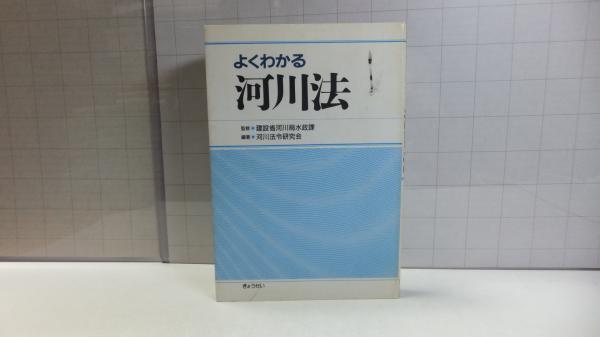 よくわかる
河川法
監修●建設省河川局水政課
編著●河川法令研究会
ぎょうせい